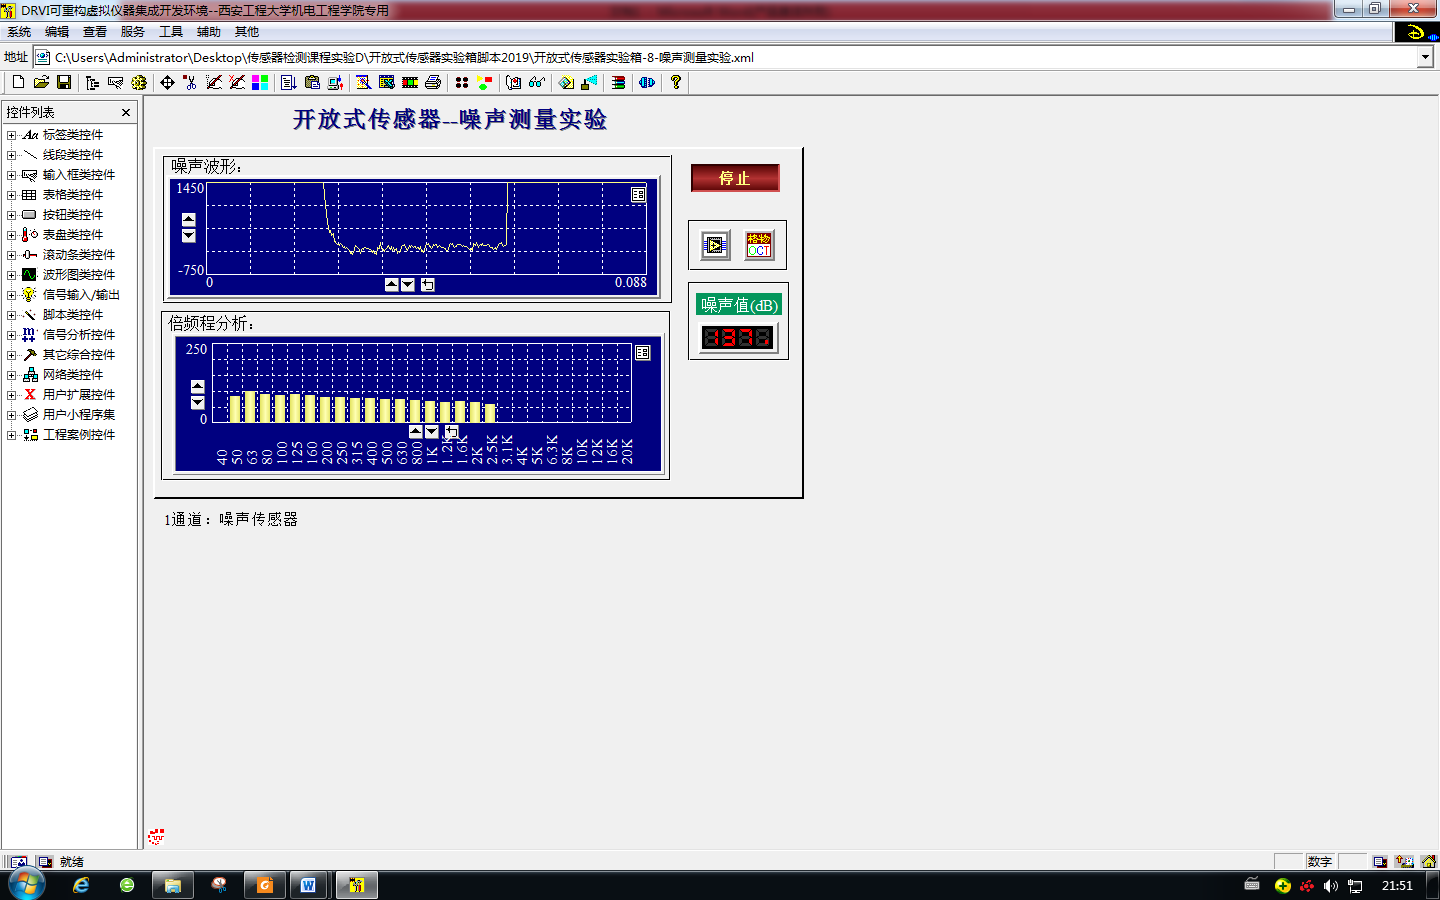 DRVI可重构虚拟仪器集成开发环境--西安工程大学机电工程学院专用
系统 编辑 查看 服务 工具 辅助 其他
地址 C:\Users\Administrator\Desktop\传感器检测课程实验D\开放式传感器实验箱脚本2019\开放式传感器实验箱-8-噪声测量实验.xml
控件列表
标签类控件
线段类控件
输入框类控件
表格类控件
按钮类控件
表盘类控件
滚动条类控件
波形图类控件
信号输入/输出
脚本类控件
信号分析控件
其它综合控件
网络类控件
用户扩展控件
用户小程序集
工程案例控件
开放式传感器--噪声测量实验
噪声波形：
1450
-750
0
0.088
停止
格物
OCT
噪声值(dB)
137.1
倍频程分析：
250
0
40
50
63
80
100
125
160
200
250
315
400
500
630
800
1K
1.2K
1.6K
2K
2.5K
3.1K
4K
5K
6.3K
8K
10K
12K
16K
20K
1通道：噪声传感器
就绪
数字
21:51